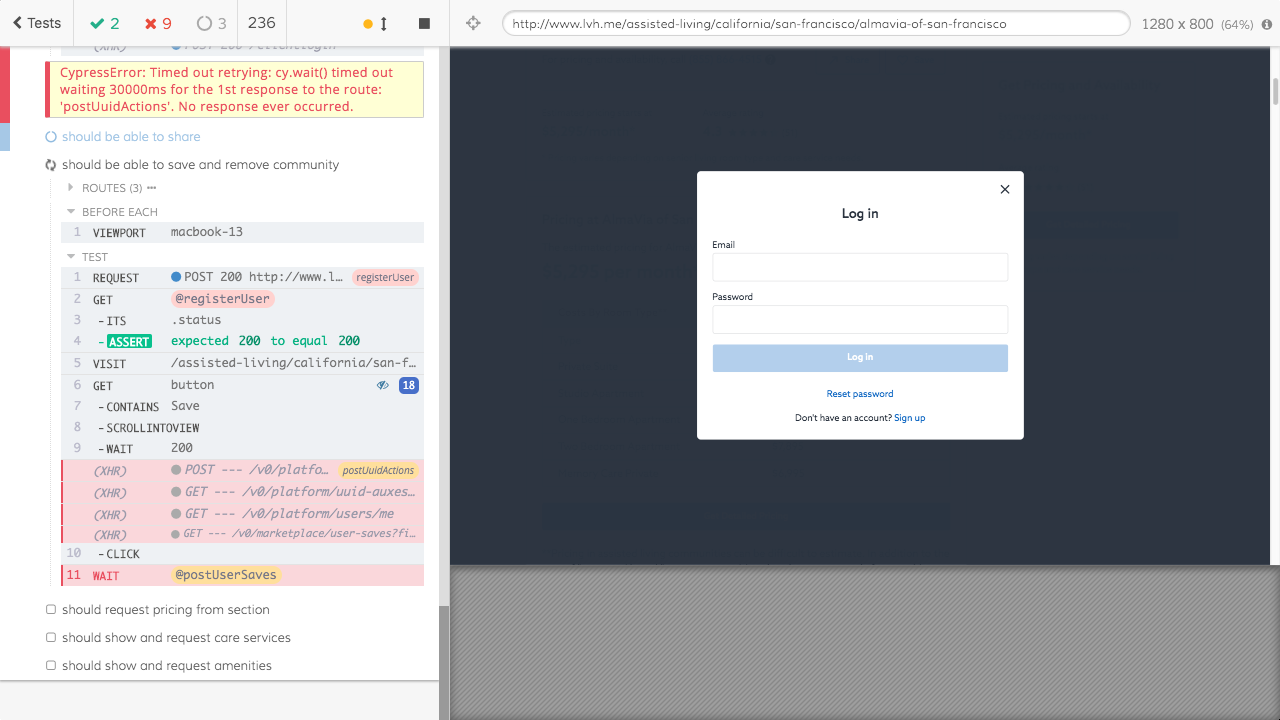 Tests
2
9
3
236
http://www.lvh.me/assisted-living/california/san-francisco/almavia-of-san-francisco
1280 x 800 (64%)
(XHR) POST 200 /clientlogin
CypressError: Timed out retrying: cy.wait() timed out
waiting 30000ms for the 1st response to the route:
'postUuidActions'. No response ever occurred.
should be able to share
should be able to save and remove community
ROUTES (3) •••
BEFORE EACH
1 VIEWPORT macbook-13
TEST
1 REQUEST POST 200 http://www.l... registerUser
2 GET @registerUser
3 - ITS .status
4 - ASSERT expected 200 to equal 200
5 VISIT /assisted-living/california/san-f...
6 GET button 18
7 - CONTAINS Save
8 - SCROLLINTOVIEW
9 - WAIT 200
(XHR) POST --- /v0/platfo... postUuidActions
(XHR) GET --- /v0/platform/uuid-auxes...
(XHR) GET --- /v0/platform/users/me
(XHR) GET --- /v0/marketplace/user-saves?fi...
10 - CLICK
11 WAIT @postUserSaves
should request pricing from section
should show and request care services
should show and request amenities
Log in
Email
Password
Log in
Reset password
Don't have an account? Sign up